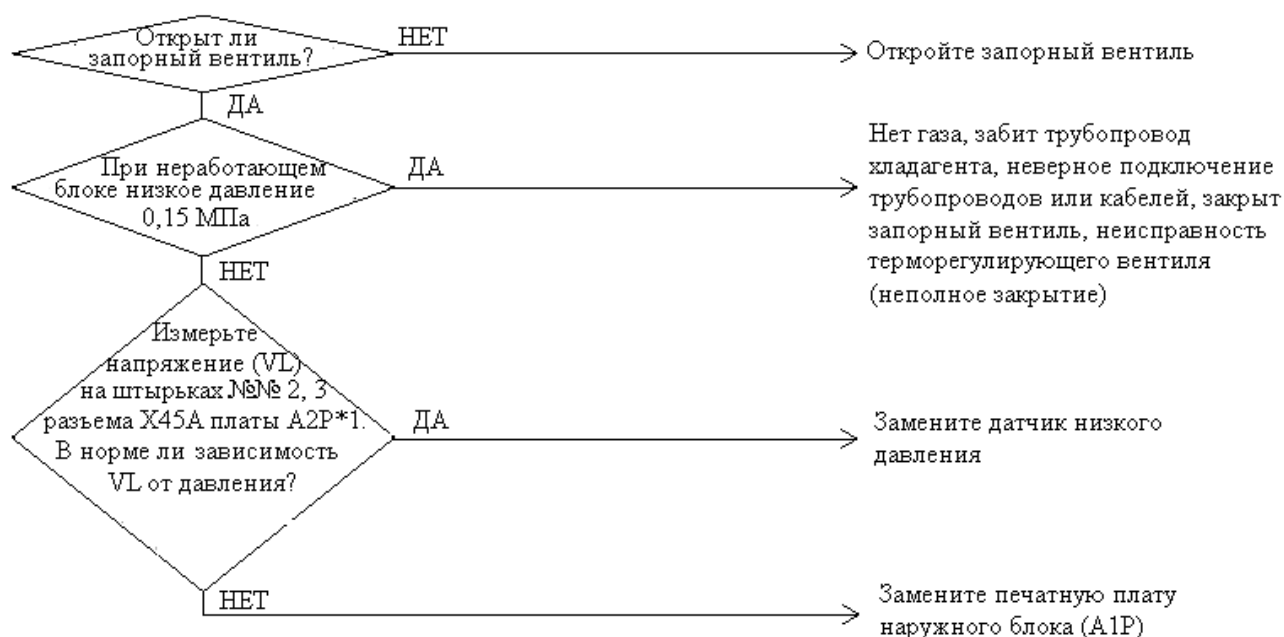 Открыт ли
запорный вентиль?
НЕТ
Откройте запорный вентиль
ДА
При неработающем
блоке низкое давление
0,15 МПа
ДА
Нет газа, забит трубопровод
хладагента, неверное подключение
трубопроводов или кабелей, закрыт
запорный вентиль, неисправность
терморегулирующего вентиля
(неполное закрытие)
НЕТ
Измерьте
напряжение (VL)
на штырьках №№ 2, 3
разъема X45A платы A2P*1.
В норме ли зависимость
VL от давления?
ДА
Замените датчик низкого
давления
НЕТ
Замените печатную плату
наружного блока (A1P)